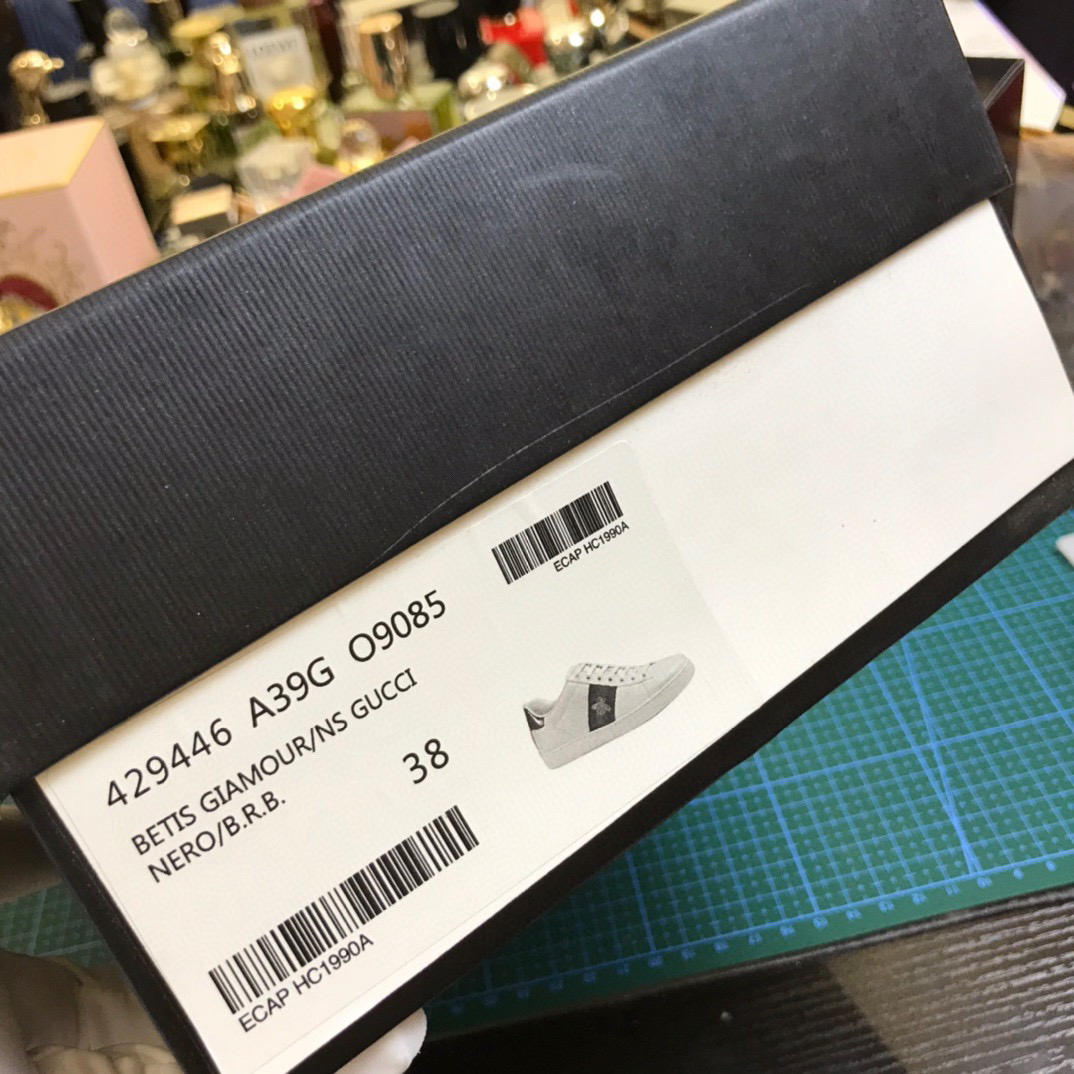 ECAP HC1990A
429446 A39G O9085
BETIS GIAMOUR/NS GUCCI
NERO/B.R.B.
38
ECAP HC1990A